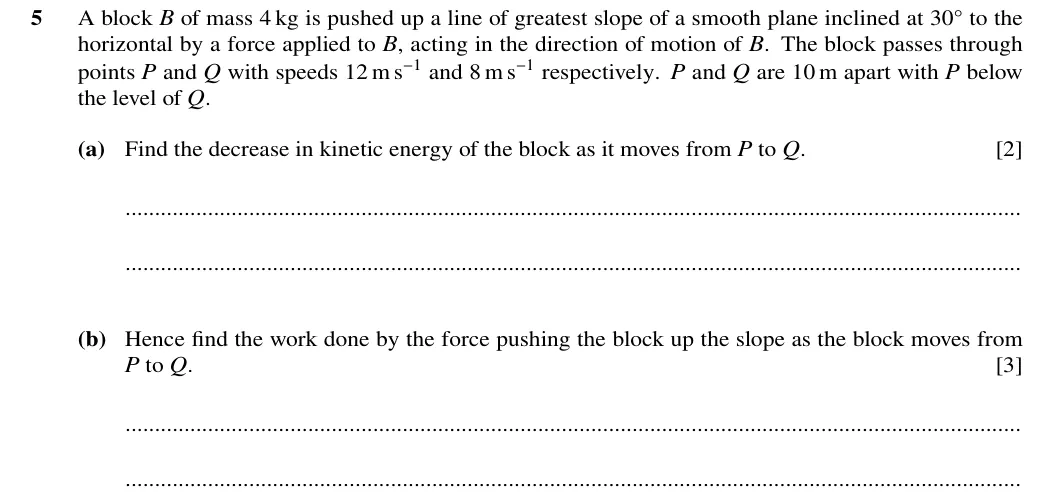 5 A block B of mass 4 kg is pushed up a line of greatest slope of a smooth plane inclined at 30° to the
horizontal by a force applied to B, acting in the direction of motion of B. The block passes through
points P and Q with speeds 12 m s⁻¹ and 8 m s⁻¹ respectively. P and Q are 10 m apart with P below
the level of Q.
(a) Find the decrease in kinetic energy of the block as it moves from P to Q. [2]
(b) Hence find the work done by the force pushing the block up the slope as the block moves from
P to Q. [3]